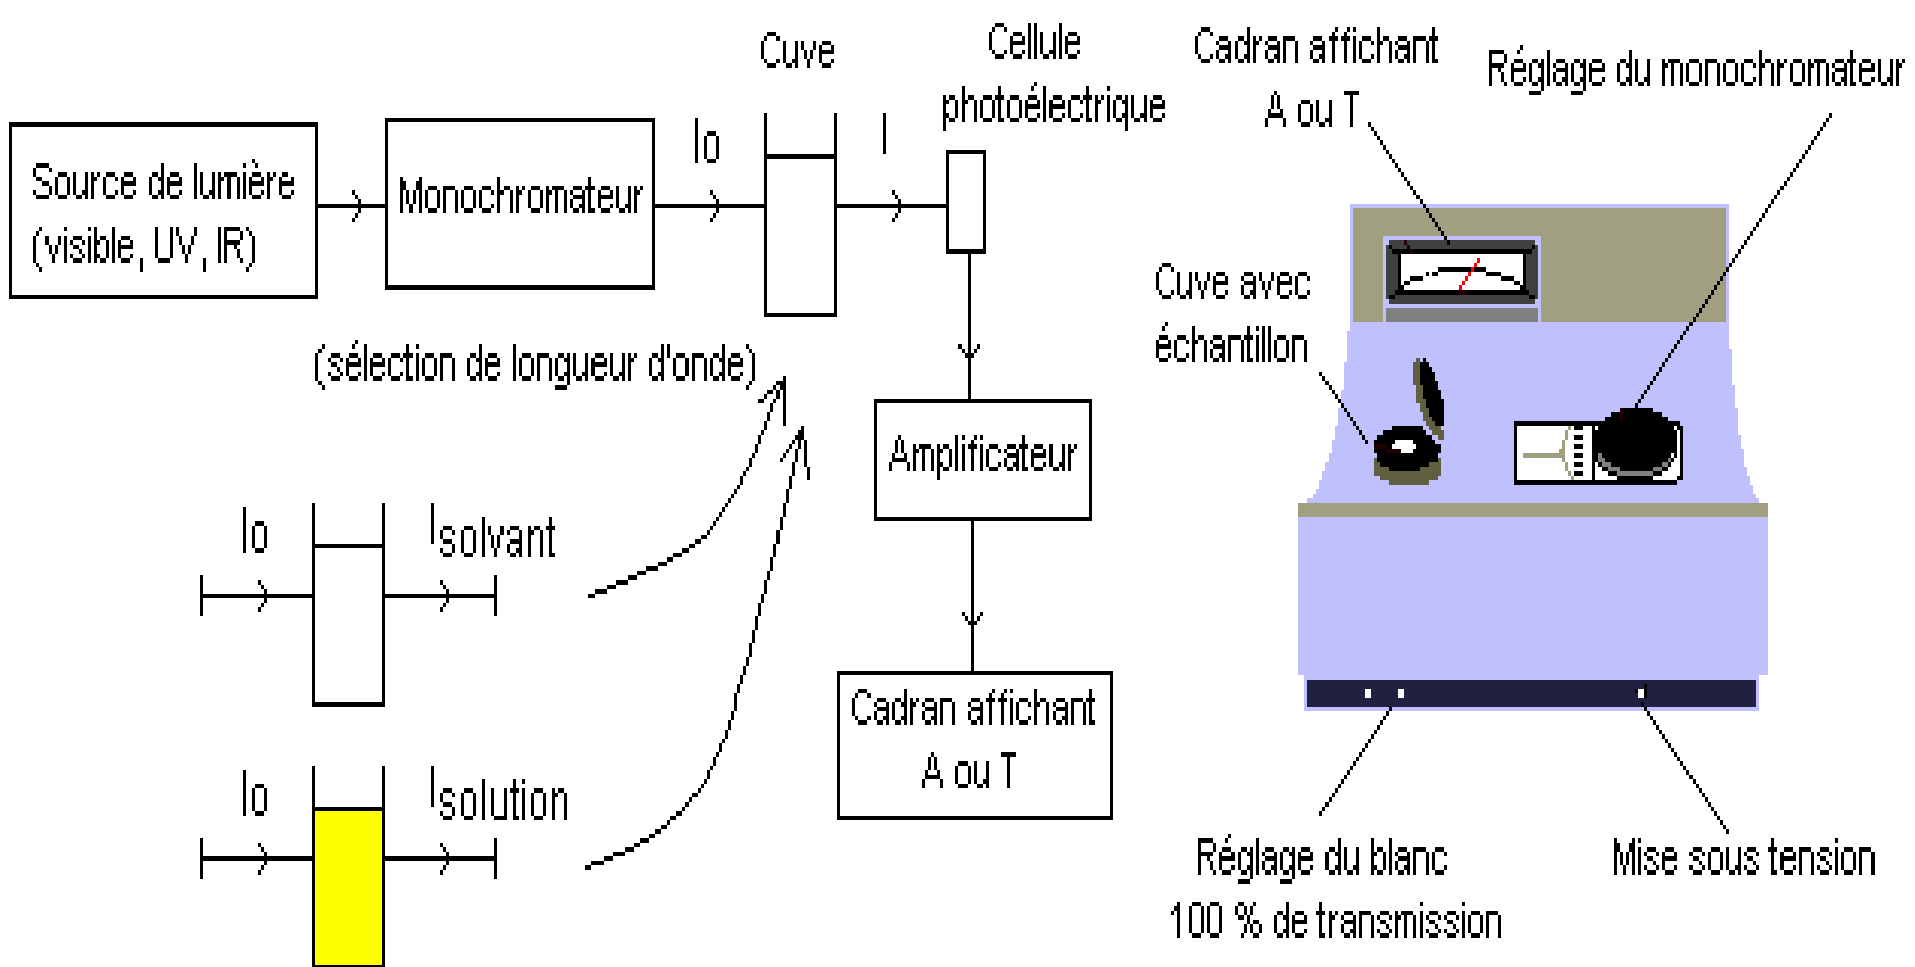 Source de lumière
(visible, UV, IR)
Monochromateur
(sélection de longueur d'onde)
Io
Cuve
I
Cellule
photoélectrique
Amplificateur
Cadran affichant
A ou T
Io
Isolvant
Io
Isolution
Cadran affichant
A ou T
Réglage du monochromateur
Cuve avec
échantillon
Réglage du blanc
100 % de transmission
Mise sous tension